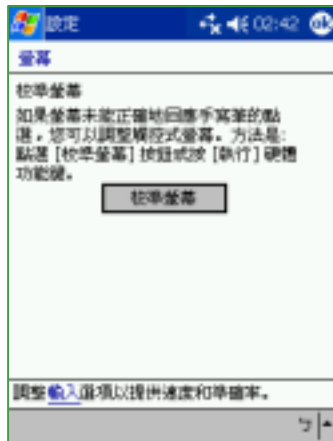 設定 02:42 ok
螢幕
校準螢幕
如果螢幕未能正確地回應手寫筆的點
選，您可以調整觸控式螢幕。方法是:
點選 [校準螢幕] 按鈕或按 [執行] 硬體
功能鍵。
校準螢幕
調整輸入選項以提供速度和準確率。
ㄅ